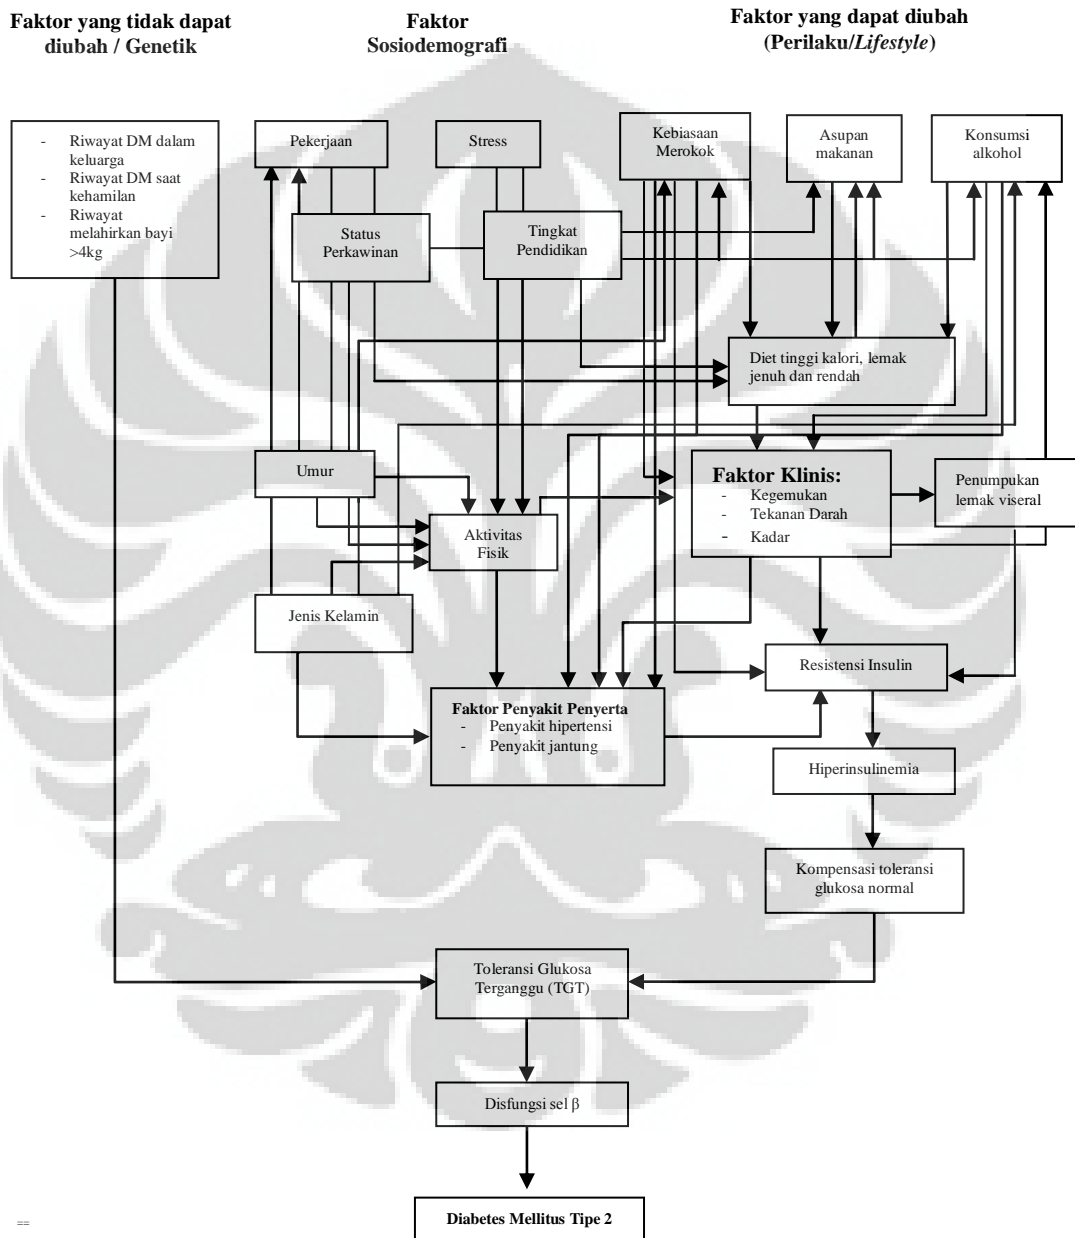 Faktor yang tidak dapat
diubah / Genetik
Faktor
Sosiodemografi
Faktor yang dapat diubah
(Perilaku/Lifestyle)
- Riwayat DM dalam
keluarga
- Riwayat DM saat
kehamilan
- Riwayat
melahirkan bayi
>4kg
Pekerjaan
Stress
Kebiasaan
Merokok
Asupan
makanan
Konsumsi
alkohol
Status
Perkawinan
Tingkat
Pendidikan
Diet tinggi kalori, lemak
jenuh dan rendah
Umur
Faktor Klinis:
- Kegemukan
- Tekanan Darah
- Kadar
Penumpukan
lemak viseral
Aktivitas
Fisik
Jenis Kelamin
Resistensi Insulin
Faktor Penyakit Penyerta
- Penyakit hipertensi
- Penyakit jantung
Hiperinsulinemia
Kompensasi toleransi
glukosa normal
Toleransi Glukosa
Terganggu (TGT)
Disfungsi sel β
Diabetes Mellitus Tipe 2
==